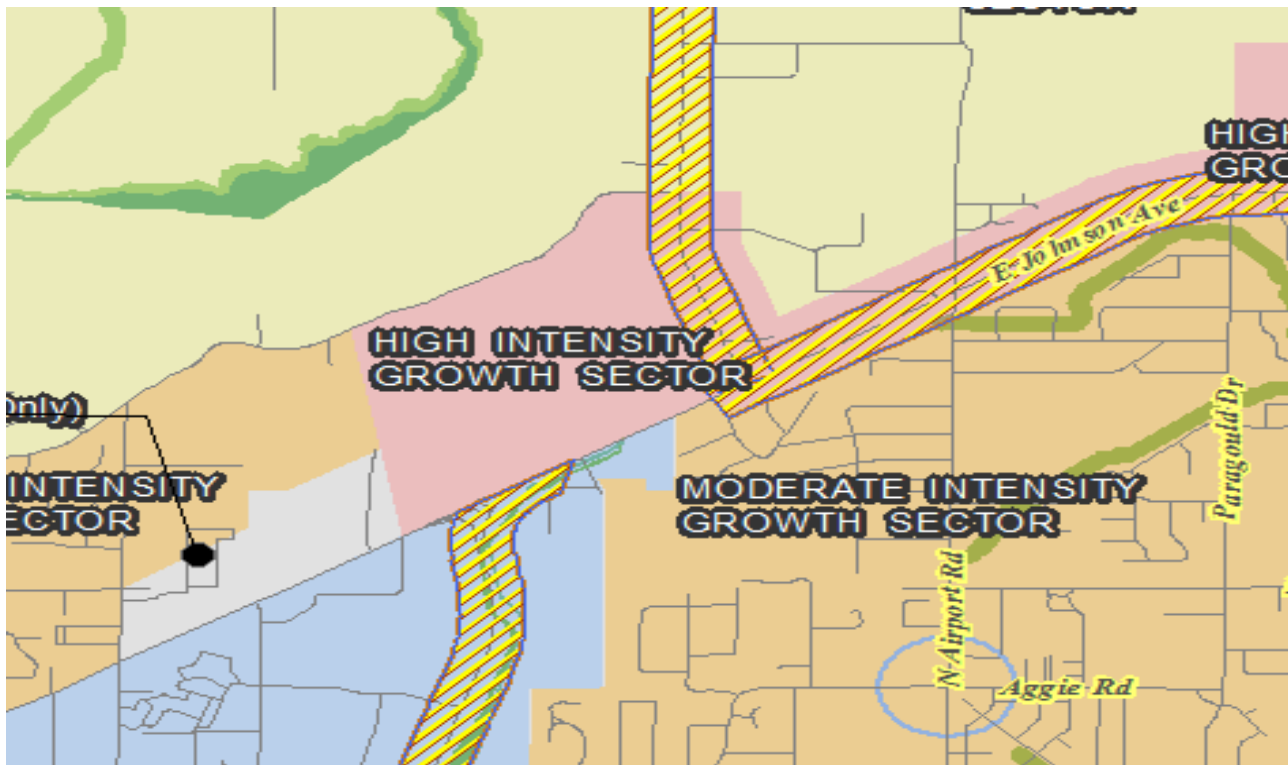 SECTOR
HIGH
GRO
E. Johnson Ave
HIGH INTENSITY
GROWTH SECTOR
Only)
Paragould Dr
INTENSITY
ECTOR
MODERATE INTENSITY
GROWTH SECTOR
N Airport Rd
Aggie Rd